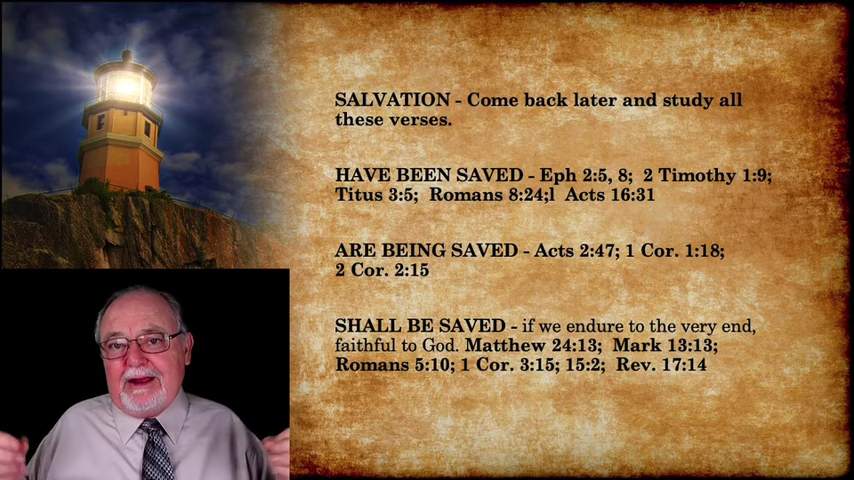 SALVATION - Come back later and study all
these verses.
HAVE BEEN SAVED - Eph 2:5, 8;  2 Timothy 1:9;
Titus 3:5;  Romans 8:24;l  Acts 16:31
ARE BEING SAVED - Acts 2:47; 1 Cor. 1:18;
2 Cor. 2:15
SHALL BE SAVED - if we endure to the very end,
faithful to God. Matthew 24:13;  Mark 13:13;
Romans 5:10; 1 Cor. 3:15; 15:2;  Rev. 17:14